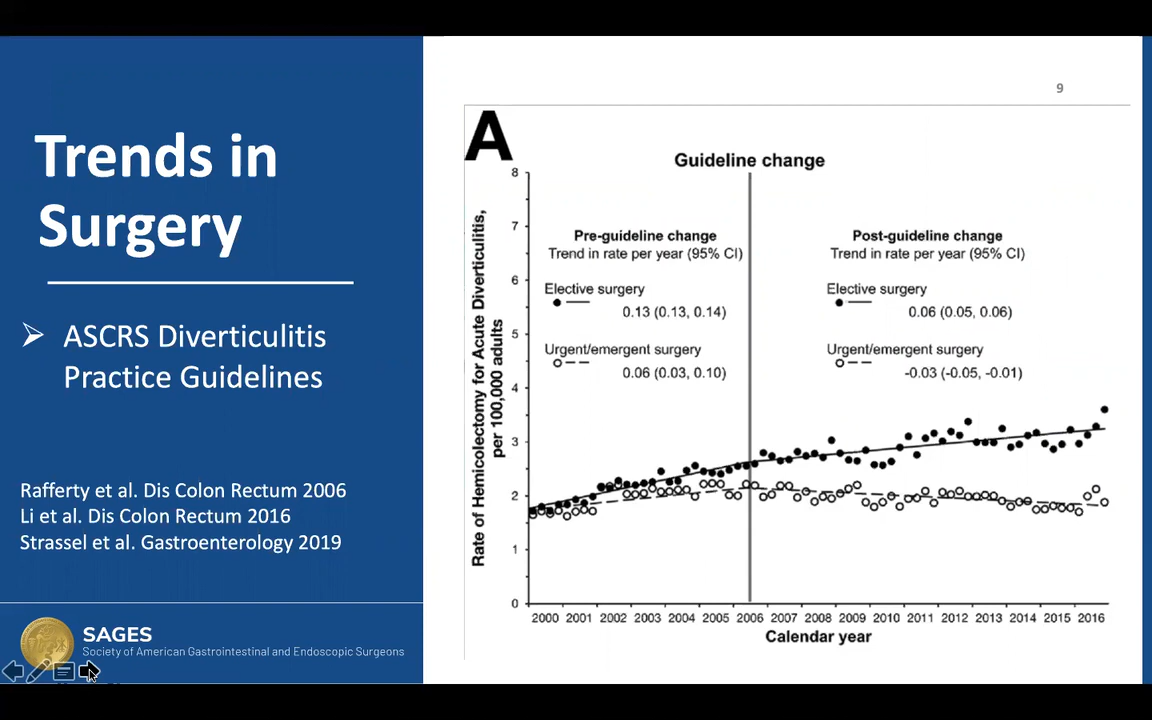 Trends in
Surgery
ASCRS Diverticulitis
Practice Guidelines
Rafferty et al. Dis Colon Rectum 2006
Li et al. Dis Colon Rectum 2016
Strassel et al. Gastroenterology 2019
SAGES
Society of American Gastrointestinal and Endoscopic Surgeons
9
A
Guideline change
Pre-guideline change
Trend in rate per year (95% CI)
Elective surgery
0.13 (0.13, 0.14)
Urgent/emergent surgery
0.06 (0.03, 0.10)
Post-guideline change
Trend in rate per year (95% CI)
Elective surgery
0.06 (0.05, 0.06)
Urgent/emergent surgery
-0.03 (-0.05, -0.01)
Rate of Hemicolectomy for Acute Diverticulitis,
per 100,000 adults
8
7
6
5
4
3
2
1
0
2000 2001 2002 2003 2004 2005 2006 2007 2008 2009 2010 2011 2012 2013 2014 2015 2016
Calendar year